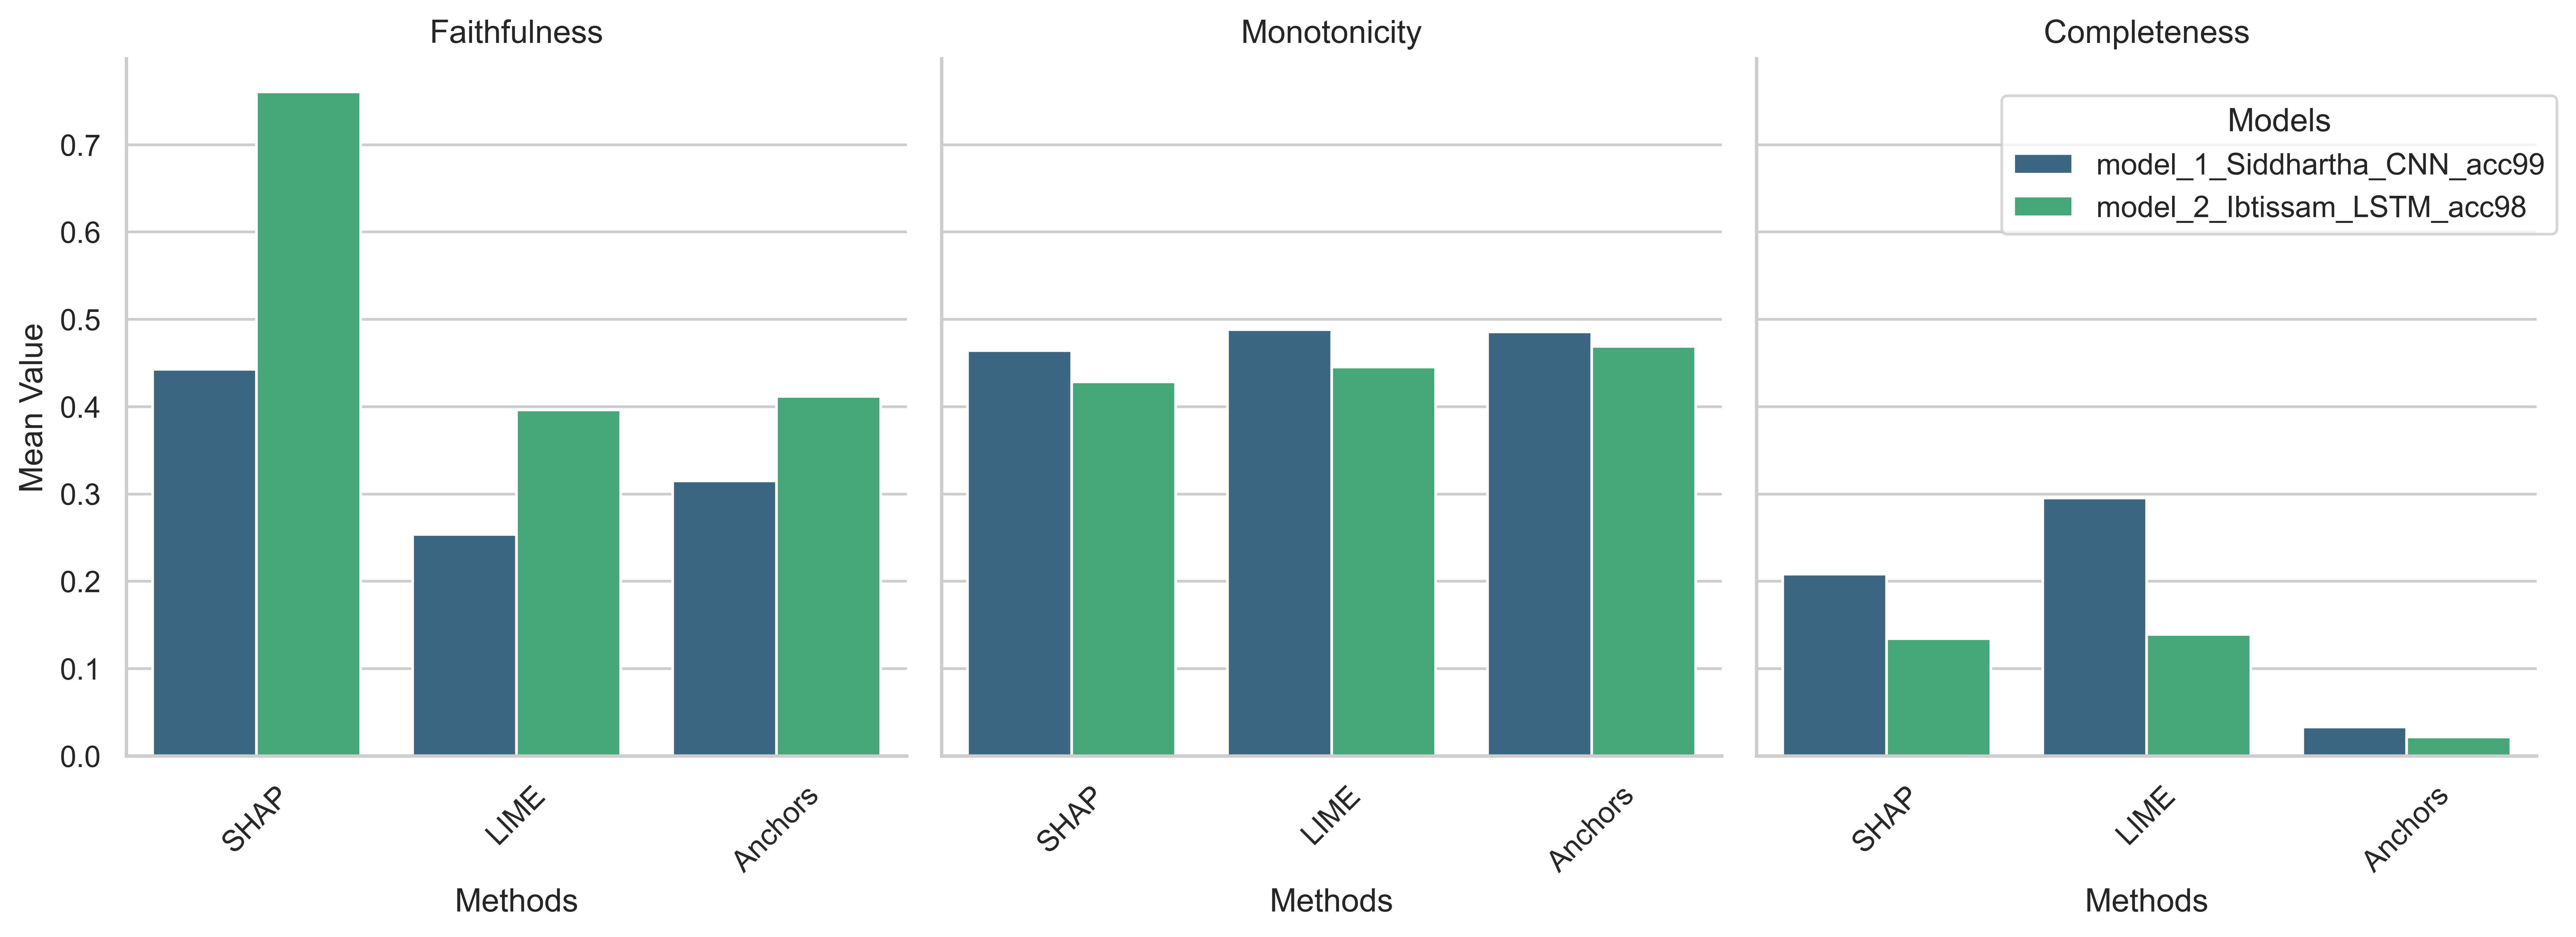 Faithfulness
Monotonicity
Completeness
Models
model_1_Siddhartha_CNN_acc99
model_2_Ibtissam_LSTM_acc98
Mean Value
0.7
0.6
0.5
0.4
0.3
0.2
0.1
0.0
SHAP
LIME
Anchors
Methods
SHAP
LIME
Anchors
Methods
SHAP
LIME
Anchors
Methods